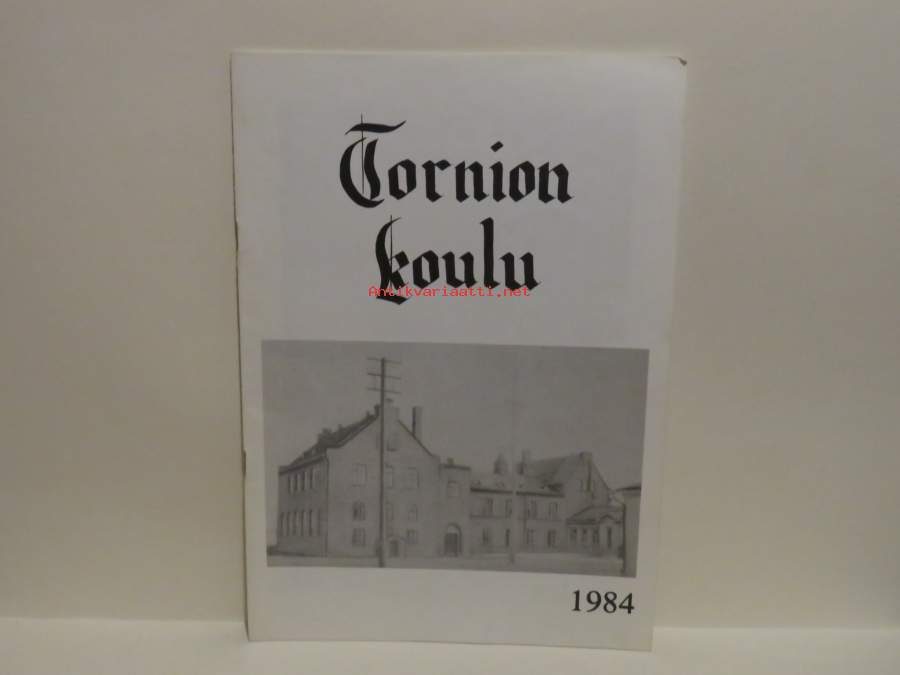 Tornion
koulu
Antikvariaatti.net
1984